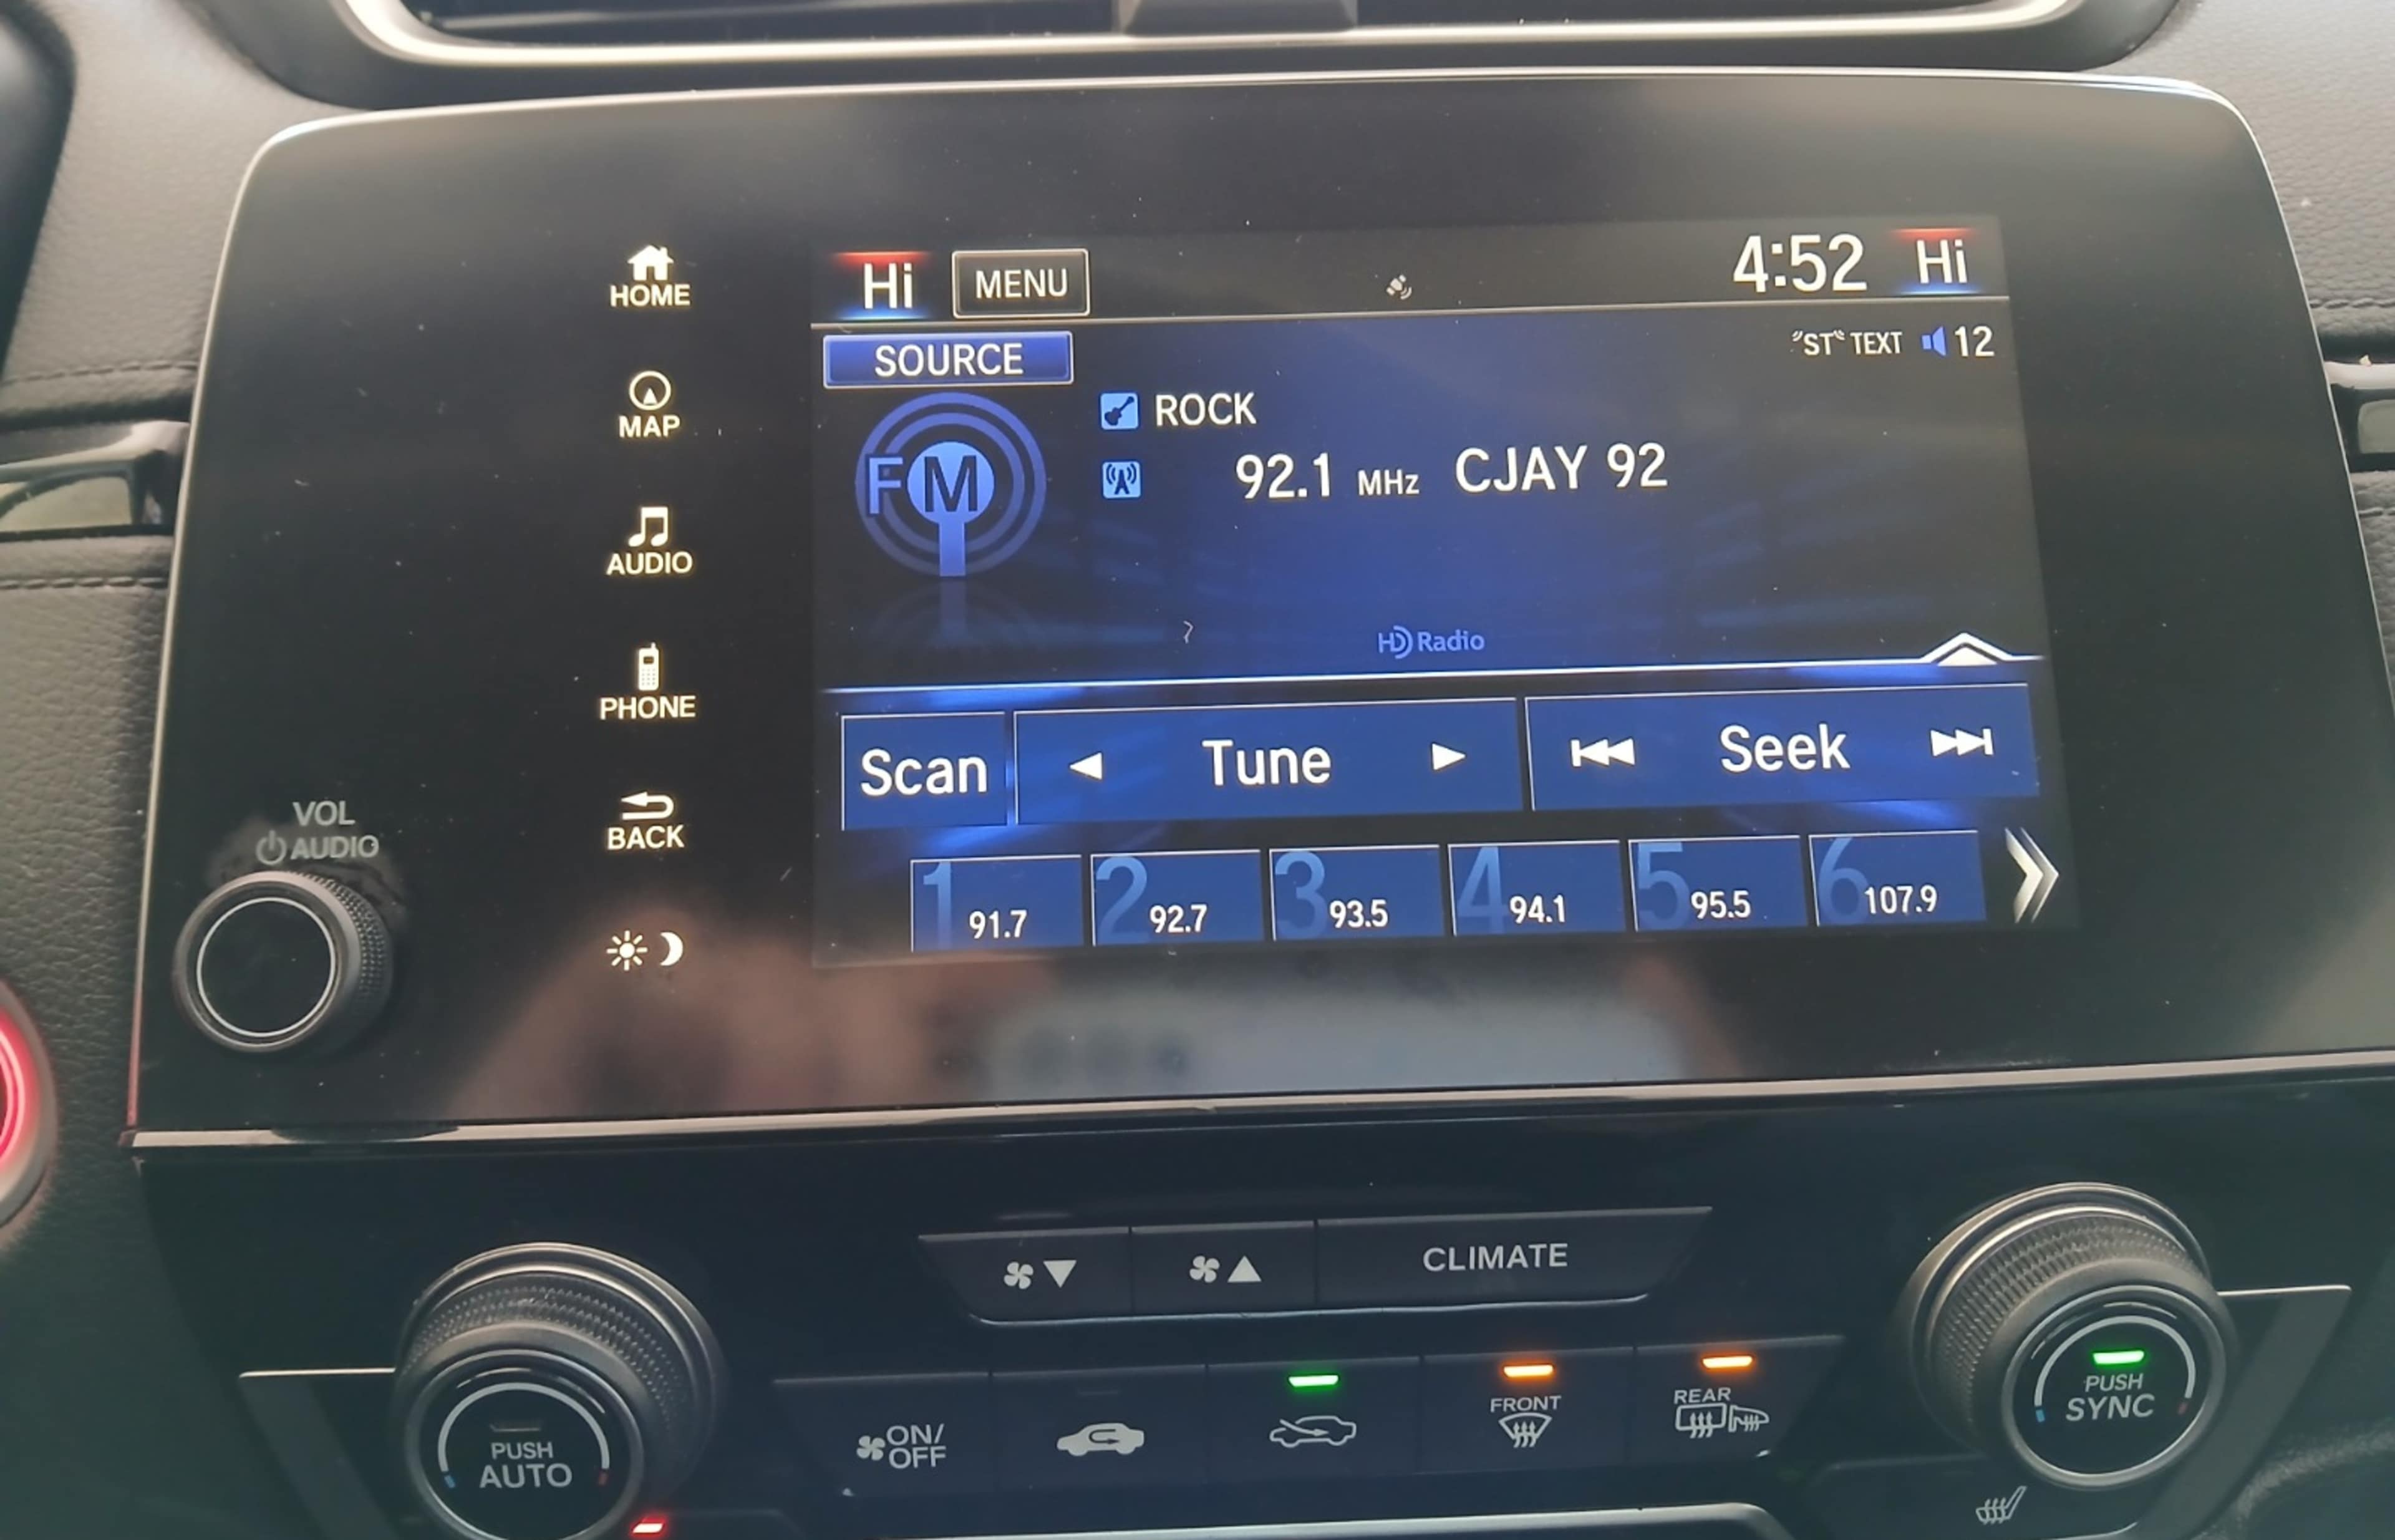 HOME
MAP
AUDIO
PHONE
BACK
VOL
AUDIO
Hi MENU 4:52 Hi
SOURCE "ST" TEXT 12
FM
ROCK
92.1 MHz CJAY 92
HD Radio
Scan Tune Seek
1 91.7 2 92.7 3 93.5 4 94.1 5 95.5 6 107.9
CLIMATE
PUSH
AUTO
ON/
OFF
FRONT
REAR
PUSH
SYNC